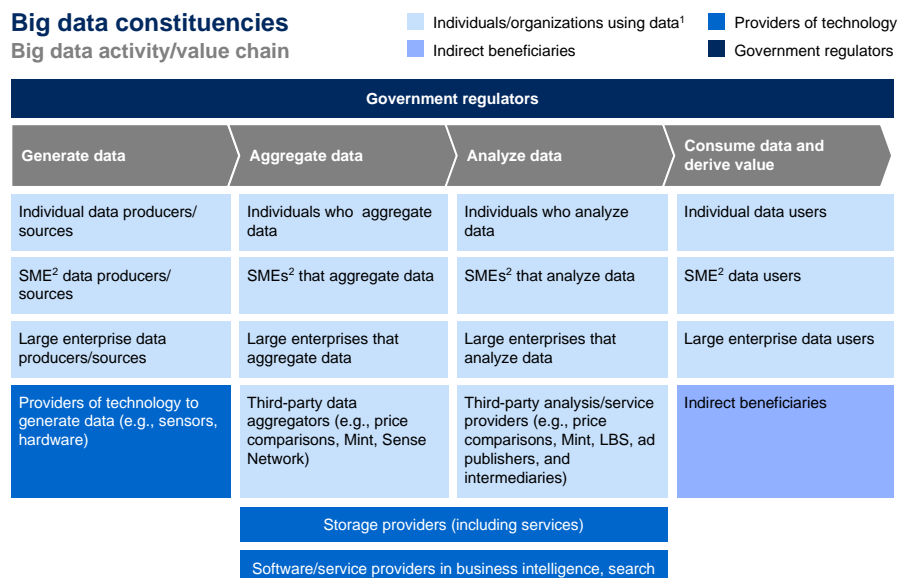 Big data constituencies
Big data activity/value chain
Individuals/organizations using data¹
Providers of technology
Indirect beneficiaries
Government regulators
Government regulators
Generate data
Aggregate data
Analyze data
Consume data and
derive value
Individual data producers/
sources
Individuals who aggregate
data
Individuals who analyze
data
Individual data users
SME² data producers/
sources
SMEs² that aggregate data
SMEs² that analyze data
SME² data users
Large enterprise data
producers/sources
Large enterprises that
aggregate data
Large enterprises that
analyze data
Large enterprise data users
Providers of technology to
generate data (e.g., sensors,
hardware)
Third-party data
aggregators (e.g., price
comparisons, Mint, Sense
Network)
Third-party analysis/service
providers (e.g., price
comparisons, Mint, LBS, ad
publishers, and
intermediaries)
Indirect beneficiaries
Storage providers (including services)
Software/service providers in business intelligence, search